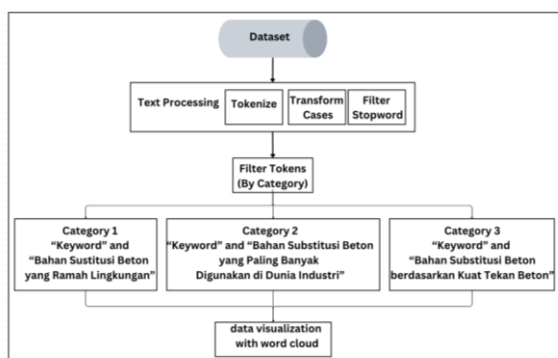 Dataset
Text Processing
Tokenize
Transform
Cases
Filter
Stopword
Filter Tokens
(By Category)
Category 1
“Keyword” and
“Bahan Sustitusi Beton
yang Ramah Lingkungan”
Category 2
“Keyword” and “Bahan Substitusi Beton
yang Paling Banyak
Digunakan di Dunia Industri”
Category 3
“Keyword” and
“Bahan Substitusi Beton
berdasarkan Kuat Tekan Beton”
data visualization
with word cloud